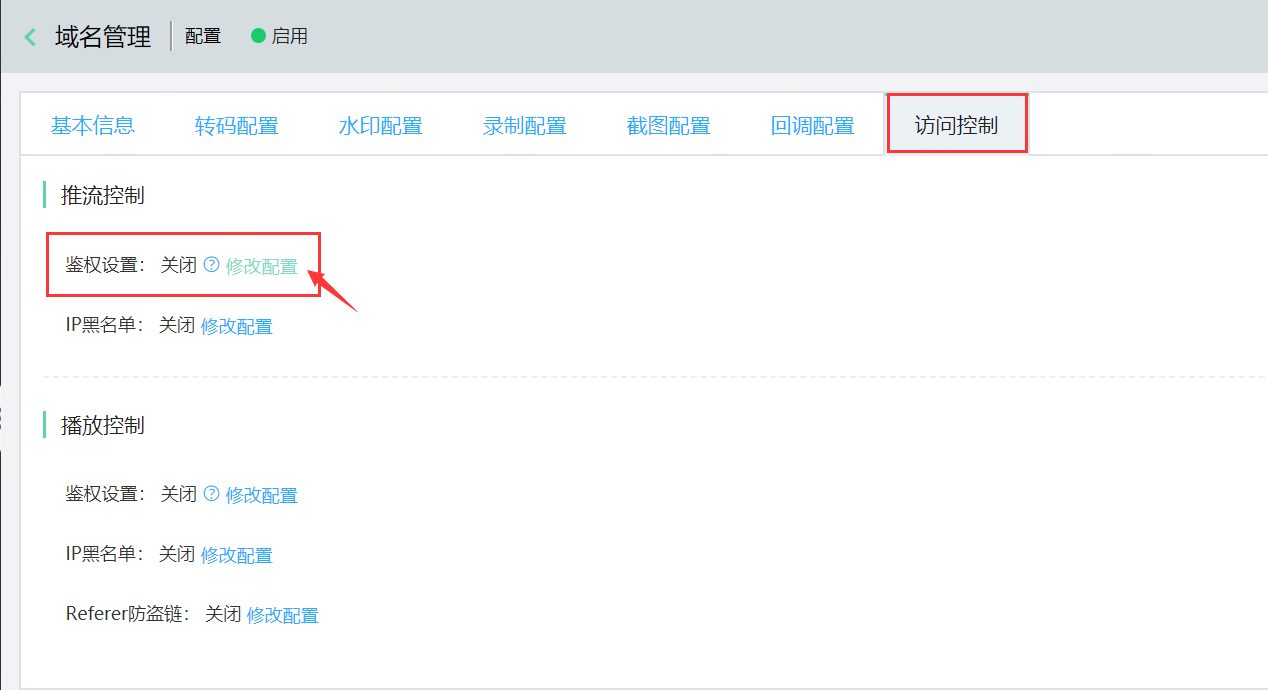 域名管理 配置 启用
基本信息 转码配置 水印配置 录制配置 截图配置 回调配置 访问控制
推流控制
鉴权设置： 关闭 ? 修改配置
IP黑名单： 关闭 修改配置
播放控制
鉴权设置： 关闭 ? 修改配置
IP黑名单： 关闭 修改配置
Referer防盗链： 关闭 修改配置